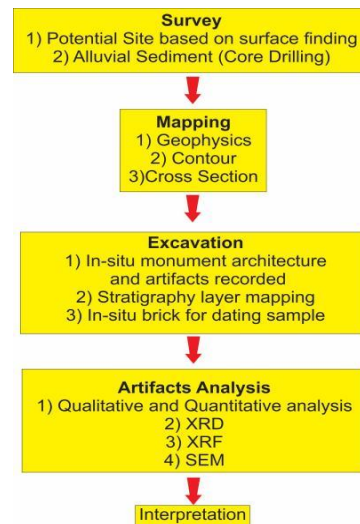 Survey
1) Potential Site based on surface finding
2) Alluvial Sediment (Core Drilling)
Mapping
1) Geophysics
2) Contour
3)Cross Section
Excavation
1) In-situ monument architecture
and artifacts recorded
2) Stratigraphy layer mapping
3) In-situ brick for dating sample
Artifacts Analysis
1) Qualitative and Quantitative analysis
2) XRD
3) XRF
4) SEM
Interpretation